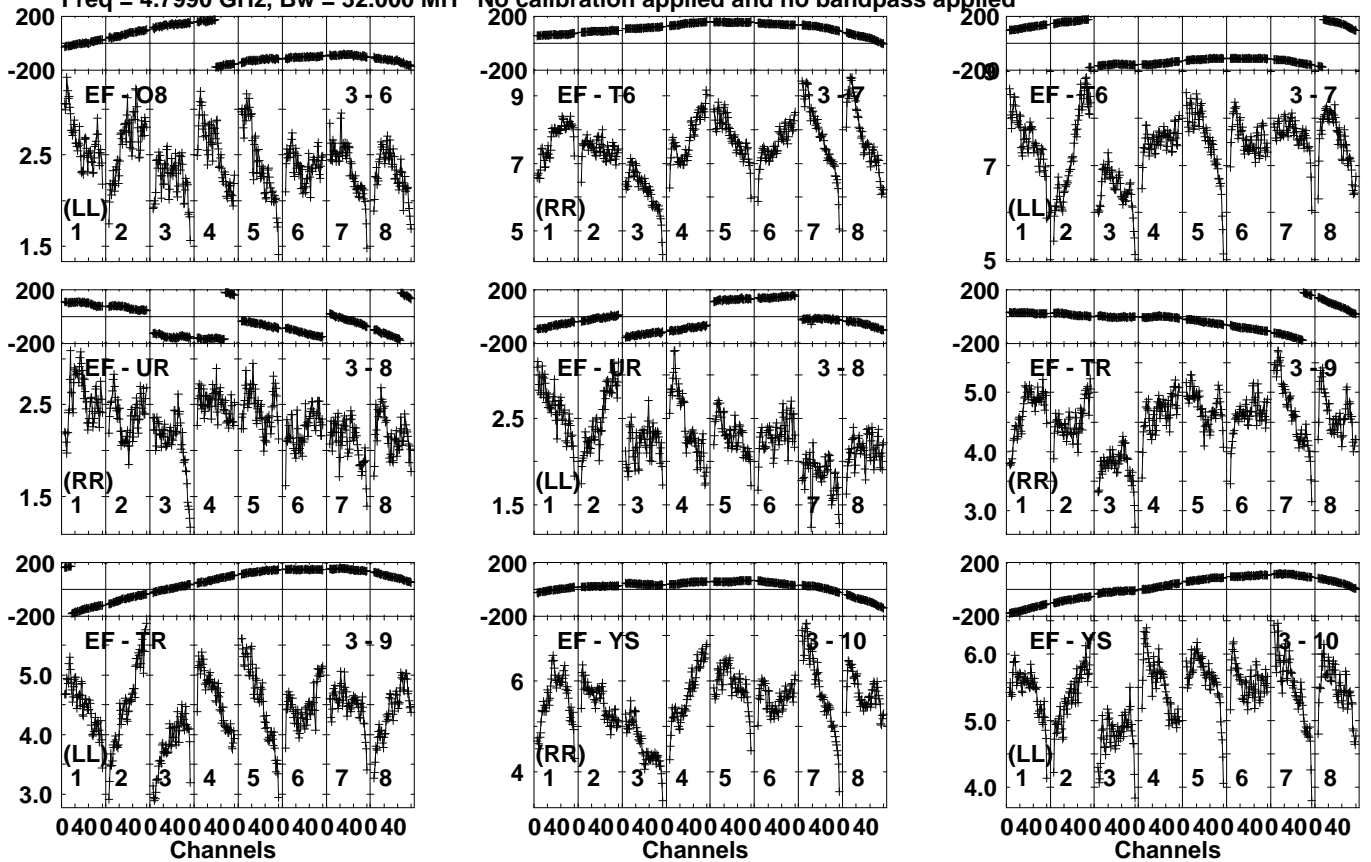 Freq = 4.7990 GHz, Bw = 32.000 MH No calibration applied and no bandpass applied
200 200 200
-200 -200 -200
EF - O8 3 - 6 9 EF - T6 3 - 7 9 EF - T6 3 - 7
2.5 7 7
(LL) (RR) (LL)
1 2 3 4 5 6 7 8 1 2 3 4 5 6 7 8 1 2 3 4 5 6 7 8
1.5 5 5
200 200 200
-200 -200 -200
EF - UR 3 - 8 EF - UR 3 - 8 EF - TR 3 - 9
2.5 2.5 5.0
4.0
(RR) (LL) (RR)
1 2 3 4 5 6 7 8 1 2 3 4 5 6 7 8 1 2 3 4 5 6 7 8
1.5 1.5 3.0
200 200 200
-200 -200 -200
EF - TR 3 - 9 EF - YS 3 - 10 EF - YS 3 - 10
5.0 6 6.0
4.0 5.0
(LL) (RR) (LL)
1 2 3 4 5 6 7 8 1 2 3 4 5 6 7 8 1 2 3 4 5 6 7 8
3.0 4 4.0
0 40 0 40 0 40 0 40 0 40 0 40 0 40 0 40 0 40 0 40 0 40 0 40 0 40 0 40 0 40 0 40 0 40 0 40 0 40 0 40 0 40 0 40 0 40 0 40
Channels Channels Channels